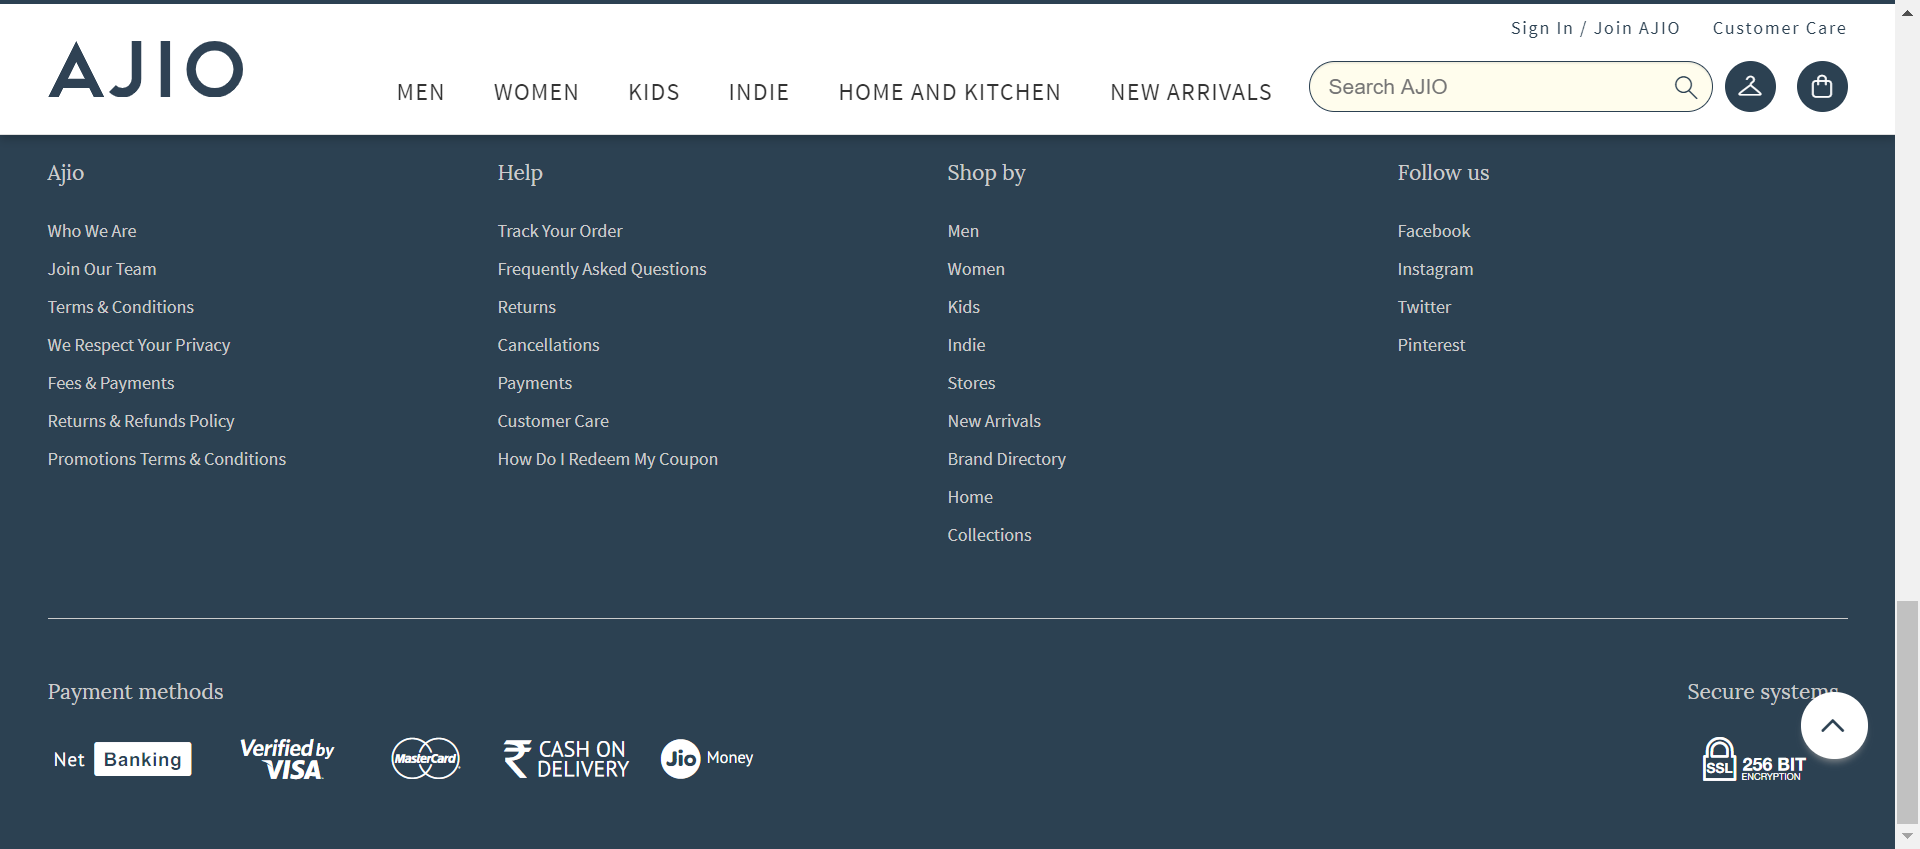 Sign In / Join AJIO Customer Care
AJIO
MEN WOMEN KIDS INDIE HOME AND KITCHEN NEW ARRIVALS
Search AJIO
Ajio
Who We Are
Join Our Team
Terms & Conditions
We Respect Your Privacy
Fees & Payments
Returns & Refunds Policy
Promotions Terms & Conditions
Help
Track Your Order
Frequently Asked Questions
Returns
Cancellations
Payments
Customer Care
How Do I Redeem My Coupon
Shop by
Men
Women
Kids
Indie
Stores
New Arrivals
Brand Directory
Home
Collections
Follow us
Facebook
Instagram
Twitter
Pinterest
Payment methods
Net Banking
Verified by
VISA
MasterCard
₹ CASH ON
DELIVERY
Jio Money
Secure systems
SSL 256 BIT
ENCRYPTION